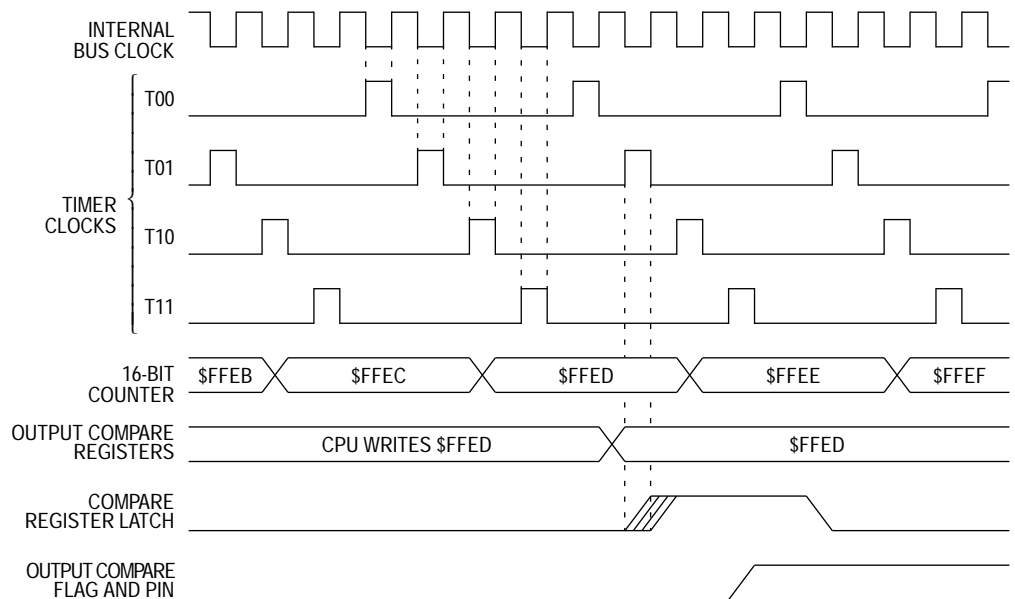 INTERNAL
BUS CLOCK
T00
T01
TIMER
CLOCKS
T10
T11
16-BIT
COUNTER
$FFEB
$FFEC
$FFED
$FFEE
$FFEF
OUTPUT COMPARE
REGISTERS
CPU WRITES $FFED
$FFED
COMPARE
REGISTER LATCH
OUTPUT COMPARE
FLAG AND PIN